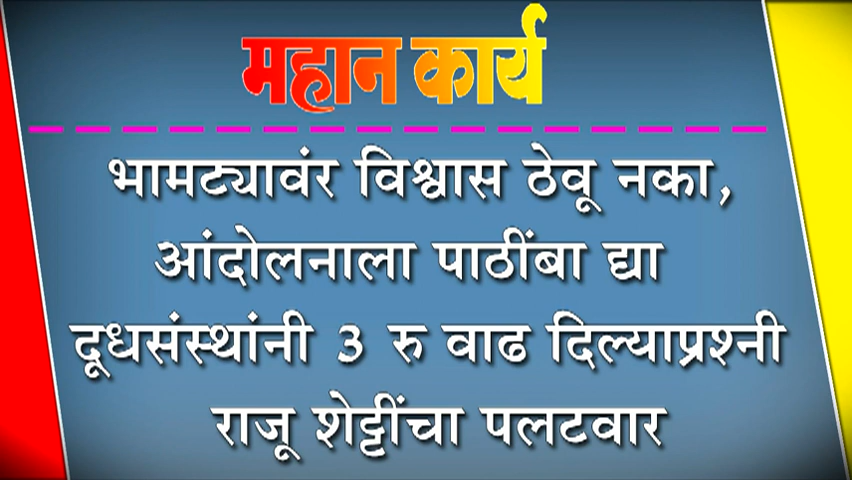 महान कार्य
भामट्यावंर विश्वास ठेवू नका,
आंदोलनाला पाठींबा द्या
दूधसंस्थांनी 3 रु वाढ दिल्याप्रश्नी
राजू शेट्टींचा पलटवार